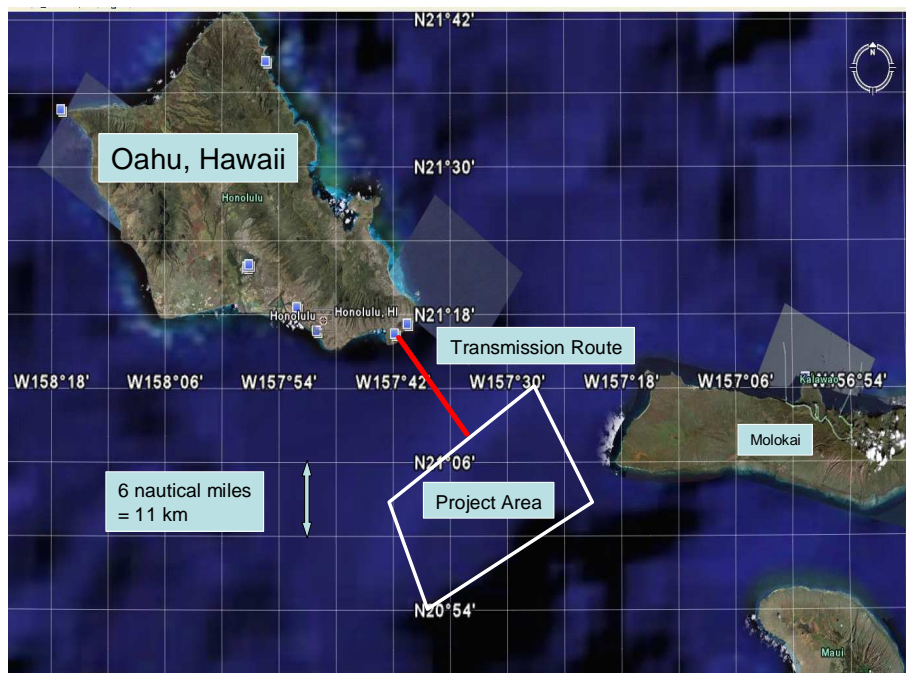 N21°42'
N
Oahu, Hawaii
N21°30'
Honolulu
N21°18'
Honolulu, HI
Honolulu
Transmission Route
W158°18'
W158°06'
W157°54'
W157°42'
W157°30'
W157°18'
W157°06'
W156°54'
Kalawao
Molokai
N21°06'
6 nautical miles
= 11 km
Project Area
N20°54'
Maui